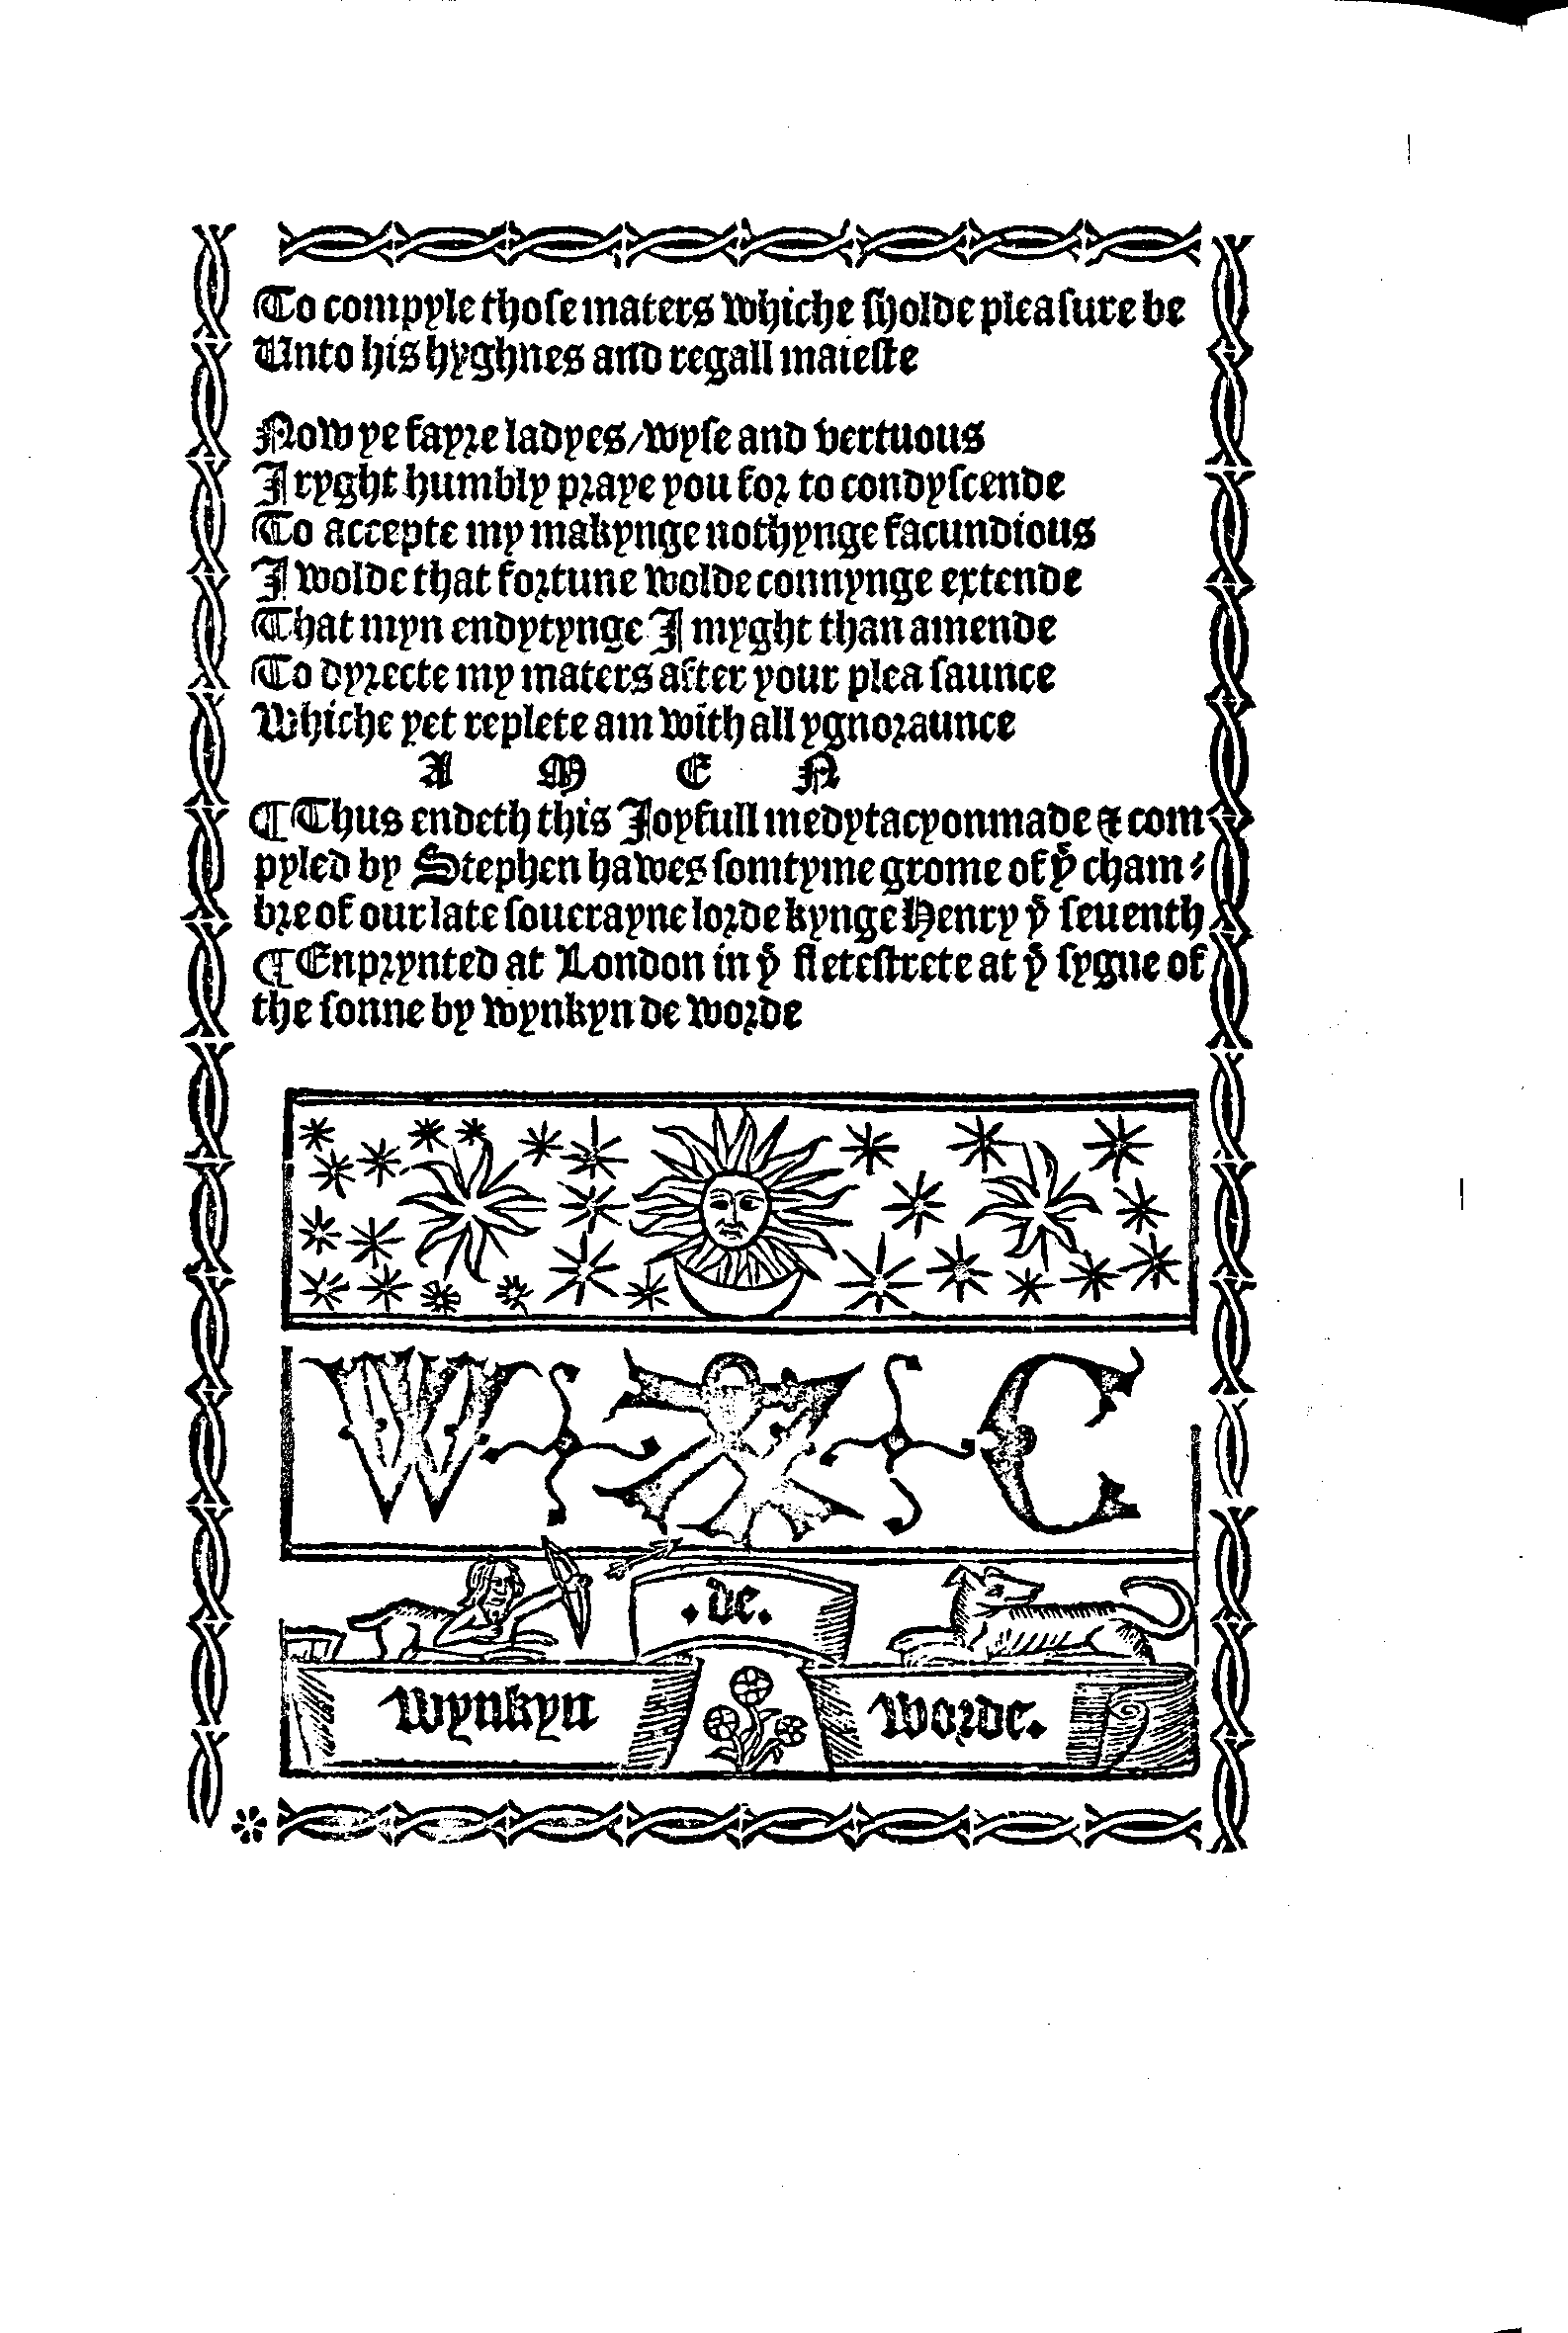 To compyle those maters whiche sholde pleasure be
Unto his hyghnes and regall maieste
Now ye fayre ladyes/wyse and vertuous
I ryght humbly praye you for to condyscende
To accepte my makynge nothynge facundious
I wolde that fortune wolde connynge extende
That myn endytynge I myght than amende
To dyrecte my maters after your pleasaunce
Whiche yet replete am with all ygnoraunce
A M E N
¶Thus endeth this Joyfull medytacyon made & com
pyled by Stephen hawes somtyme grome of yͤ cham⸗
bre of our late souerayne lorde kynge Henry yͤ seuenth
¶Enprynted at London in yͤ fletestrete at yͤ sygne of
the sonne by wynkyn de worde
W C
.de.
wynkyn worde.